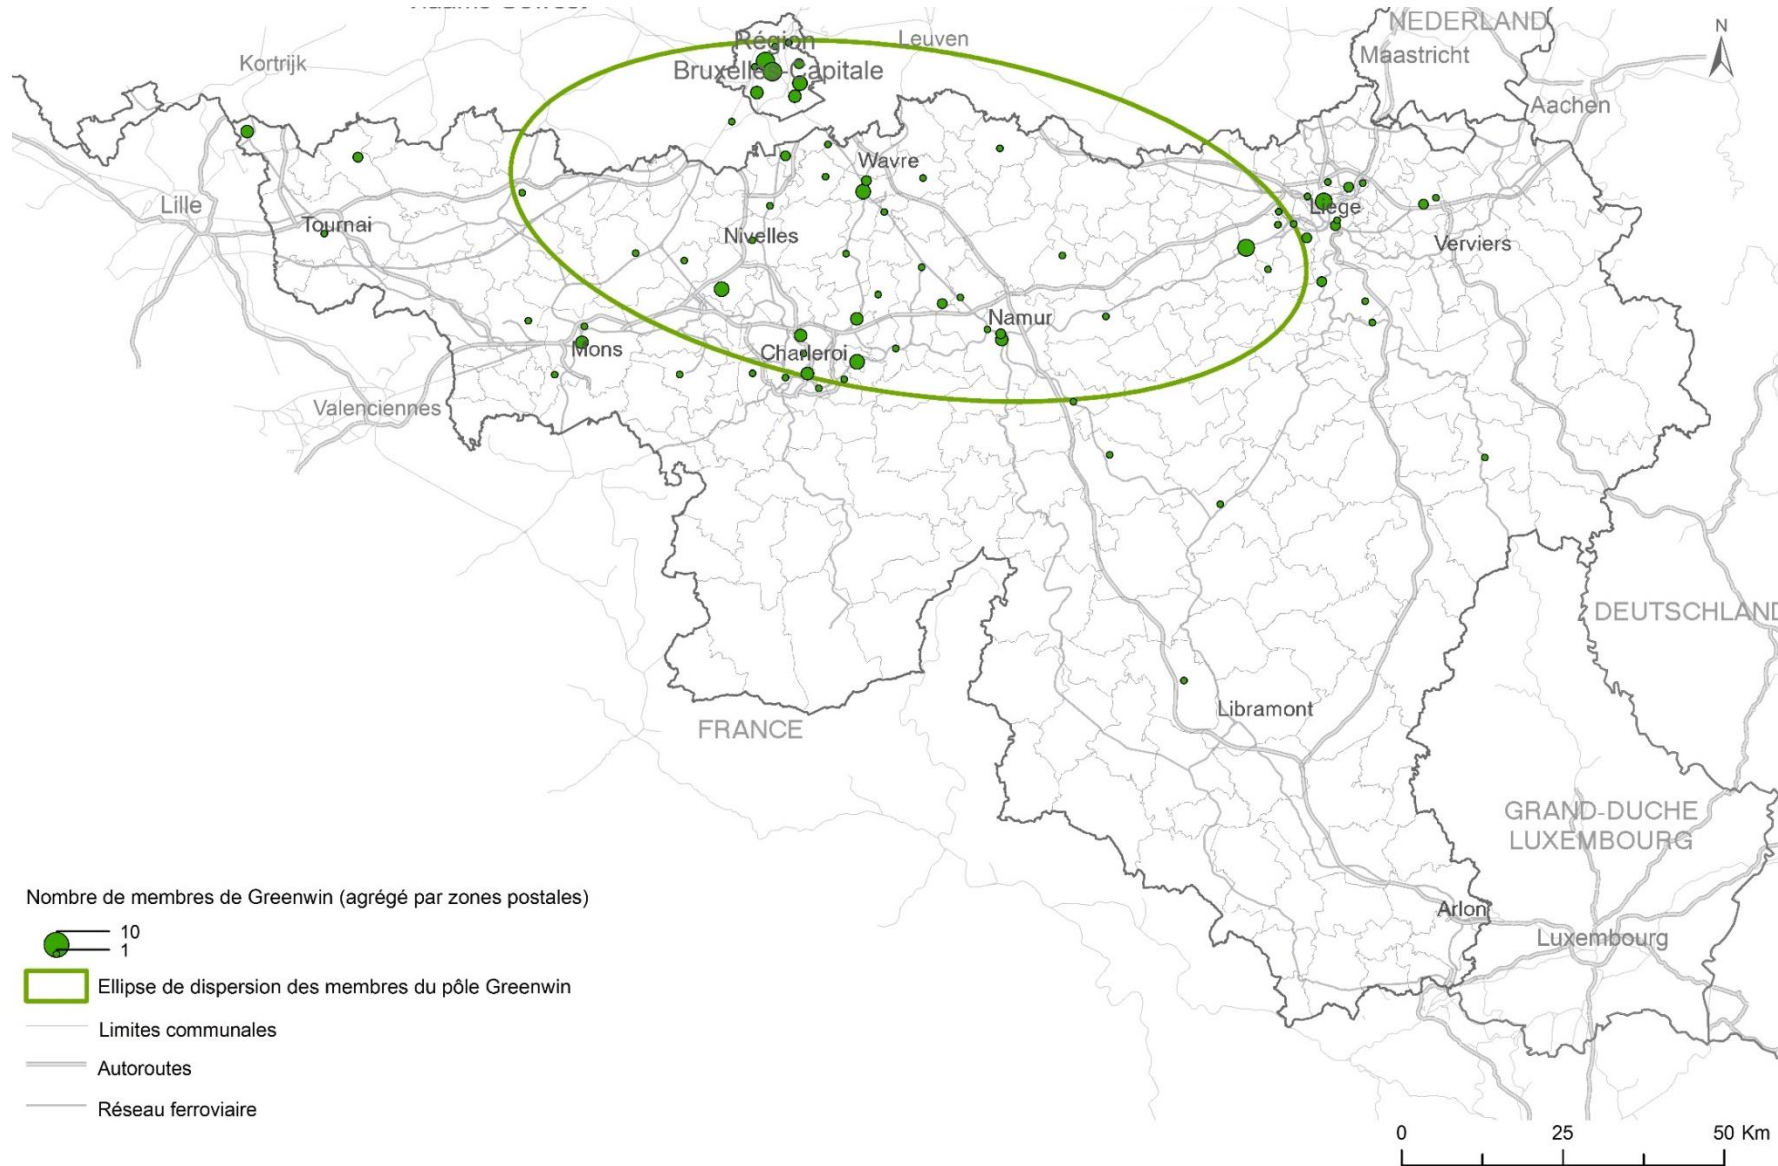 NEDERLAND
N
Région
Leuven
Maastricht
Kortrijk
Bruxelles-Capitale
Aachen
Wavre
Lille
Liège
Tournai
Nivelles
Verviers
Namur
Mons
Charleroi
Valenciennes
DEUTSCHLAND
Libramont
FRANCE
GRAND-DUCHE
LUXEMBOURG
Nombre de membres de Greenwin (agrégé par zones postales)
Arlon
10
1
Luxembourg
Ellipse de dispersion des membres du pôle Greenwin
Limites communales
Autoroutes
Réseau ferroviaire
0 25 50 Km